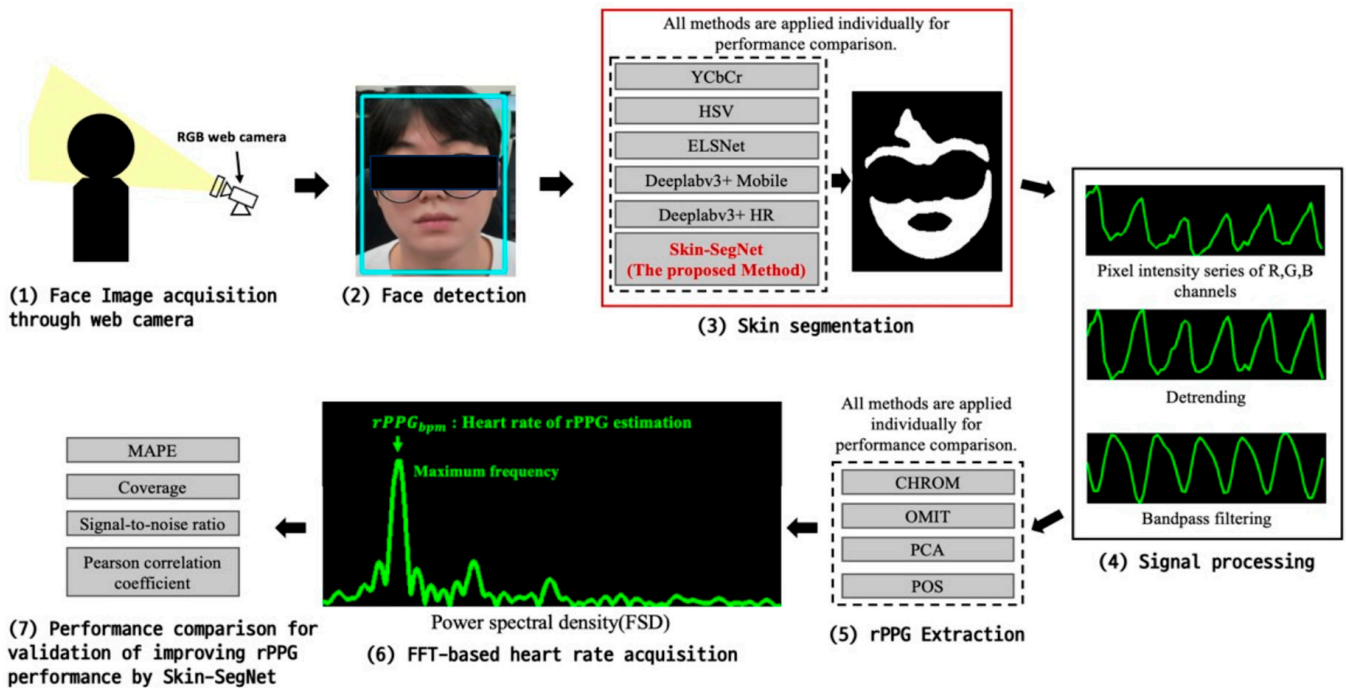 RGB web camera
(1) Face Image acquisition
through web camera
(2) Face detection
All methods are applied individually for
performance comparison.
YCbCr
HSV
ELSNet
Deeplabv3+ Mobile
Deeplabv3+ HR
Skin-SegNet
(The proposed Method)
(3) Skin segmentation
Pixel intensity series of R,G,B
channels
Detrending
Bandpass filtering
(4) Signal processing
All methods are applied
individually for
performance comparison.
CHROM
OMIT
PCA
POS
(5) rPPG Extraction
rPPG_bpm : Heart rate of rPPG estimation
Maximum frequency
Power spectral density(FSD)
(6) FFT-based heart rate acquisition
MAPE
Coverage
Signal-to-noise ratio
Pearson correlation
coefficient
(7) Performance comparison for
validation of improving rPPG
performance by Skin-SegNet